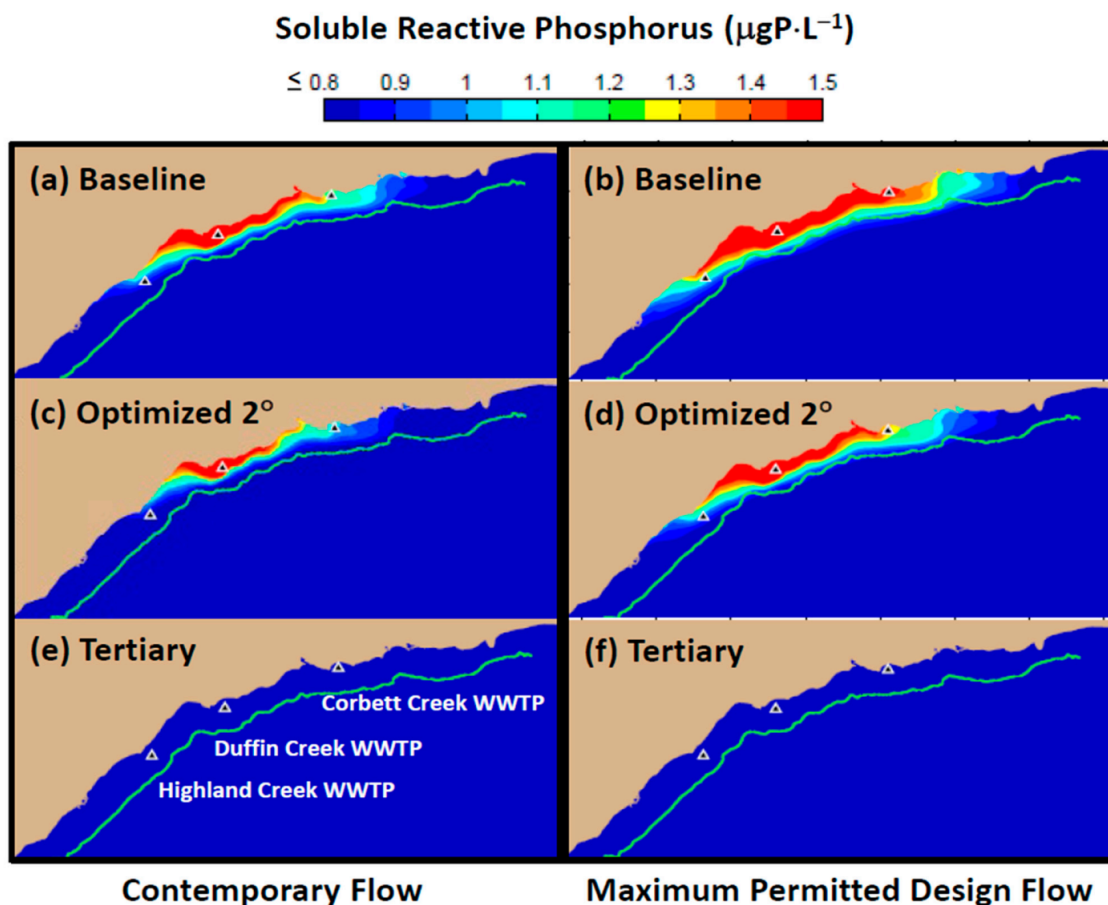 Soluble Reactive Phosphorus (μgP·L⁻¹)
≤ 0.8 0.9 1 1.1 1.2 1.3 1.4 1.5
(a) Baseline
(b) Baseline
(c) Optimized 2°
(d) Optimized 2°
(e) Tertiary
(f) Tertiary
Corbett Creek WWTP
Duffin Creek WWTP
Highland Creek WWTP
Contemporary Flow
Maximum Permitted Design Flow